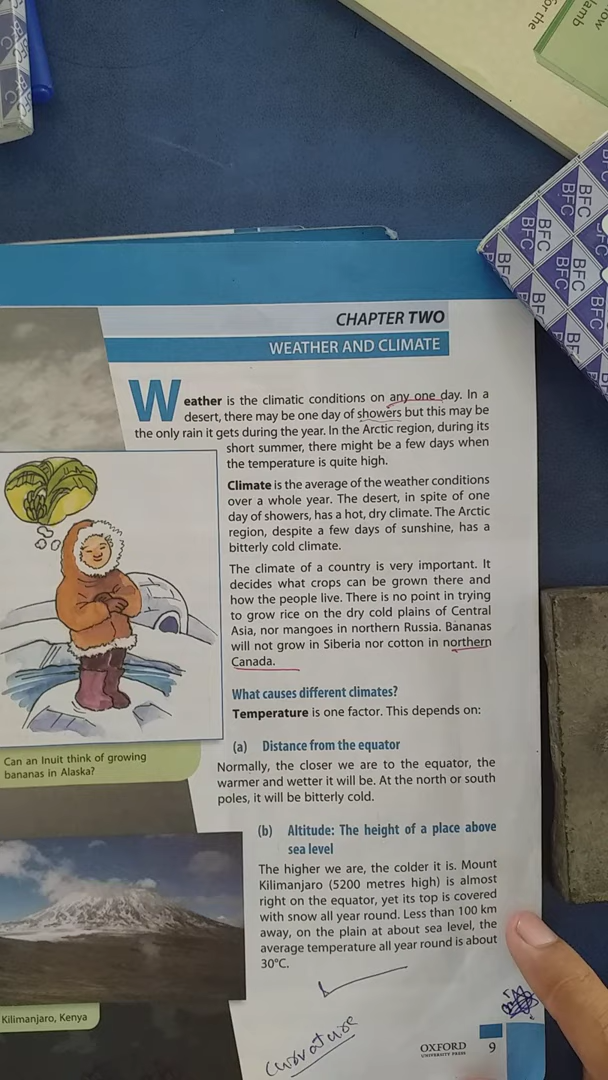 for the
BFC BFC BFC
CHAPTER TWO
WEATHER AND CLIMATE
Weather is the climatic conditions on any one day. In a
desert, there may be one day of showers but this may be
the only rain it gets during the year. In the Arctic region, during its
short summer, there might be a few days when
the temperature is quite high.
Climate is the average of the weather conditions
over a whole year. The desert, in spite of one
day of showers, has a hot, dry climate. The Arctic
region, despite a few days of sunshine, has a
bitterly cold climate.
The climate of a country is very important. It
decides what crops can be grown there and
how the people live. There is no point in trying
to grow rice on the dry cold plains of Central
Asia, nor mangoes in northern Russia. Bananas
will not grow in Siberia nor cotton in northern
Canada.
Can an Inuit think of growing
bananas in Alaska?
What causes different climates?
Temperature is one factor. This depends on:
(a) Distance from the equator
Normally, the closer we are to the equator, the
warmer and wetter it will be. At the north or south
poles, it will be bitterly cold.
(b) Altitude: The height of a place above
sea level
The higher we are, the colder it is. Mount
Kilimanjaro (5200 metres high) is almost
right on the equator, yet its top is covered
with snow all year round. Less than 100 km
away, on the plain at about sea level, the
average temperature all year round is about
30°C.
Kilimanjaro, Kenya
curvature
OXFORD
UNIVERSITY PRESS
9